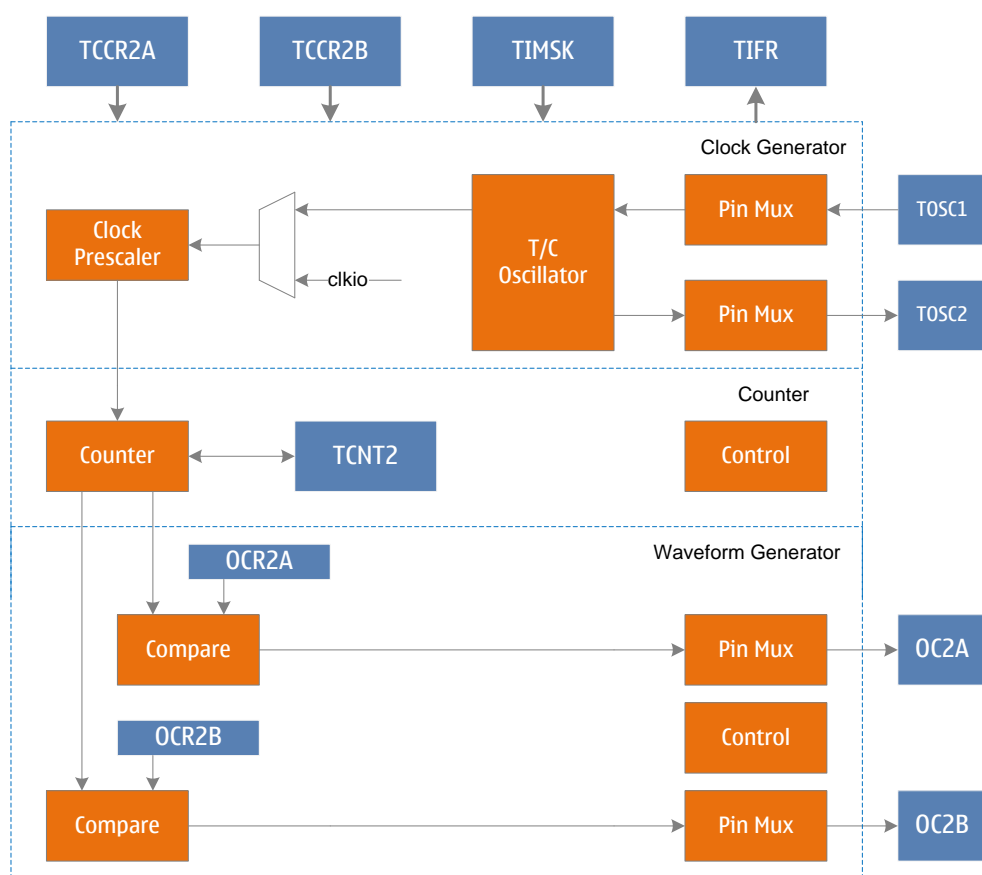 TCCR2A
TCCR2B
TIMSK
TIFR
Clock Generator
Clock
Prescaler
clkio
T/C
Oscillator
Pin Mux
TOSC1
Pin Mux
TOSC2
Counter
Counter
TCNT2
Control
Waveform Generator
OCR2A
Compare
Pin Mux
OC2A
Control
OCR2B
Compare
Pin Mux
OC2B